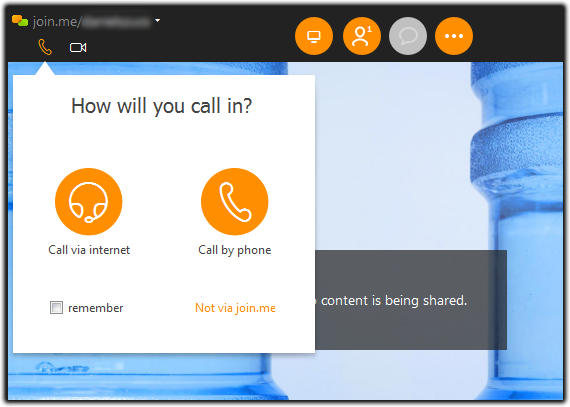 join.me/
1
How will you call in?
Call via internet
Call by phone
remember
Not via join.me
content is being shared.